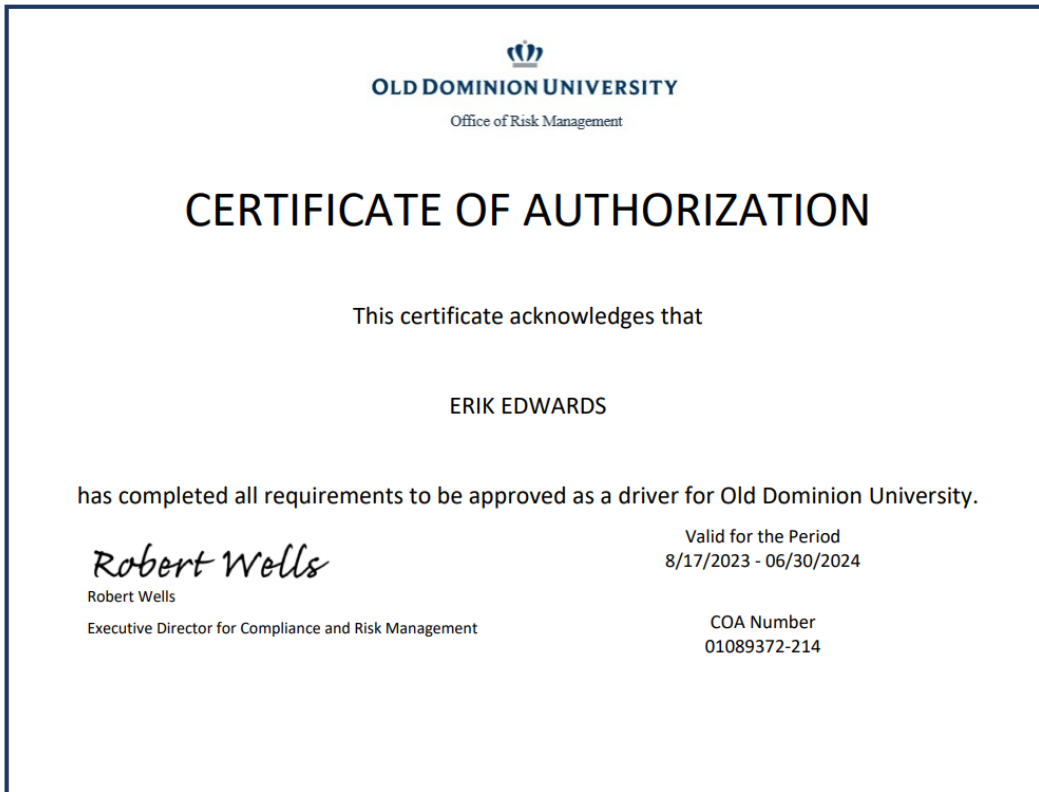 OLD DOMINION UNIVERSITY
Office of Risk Management
CERTIFICATE OF AUTHORIZATION
This certificate acknowledges that
ERIK EDWARDS
has completed all requirements to be approved as a driver for Old Dominion University.
Robert Wells
Robert Wells
Executive Director for Compliance and Risk Management
Valid for the Period
8/17/2023 - 06/30/2024
COA Number
01089372-214